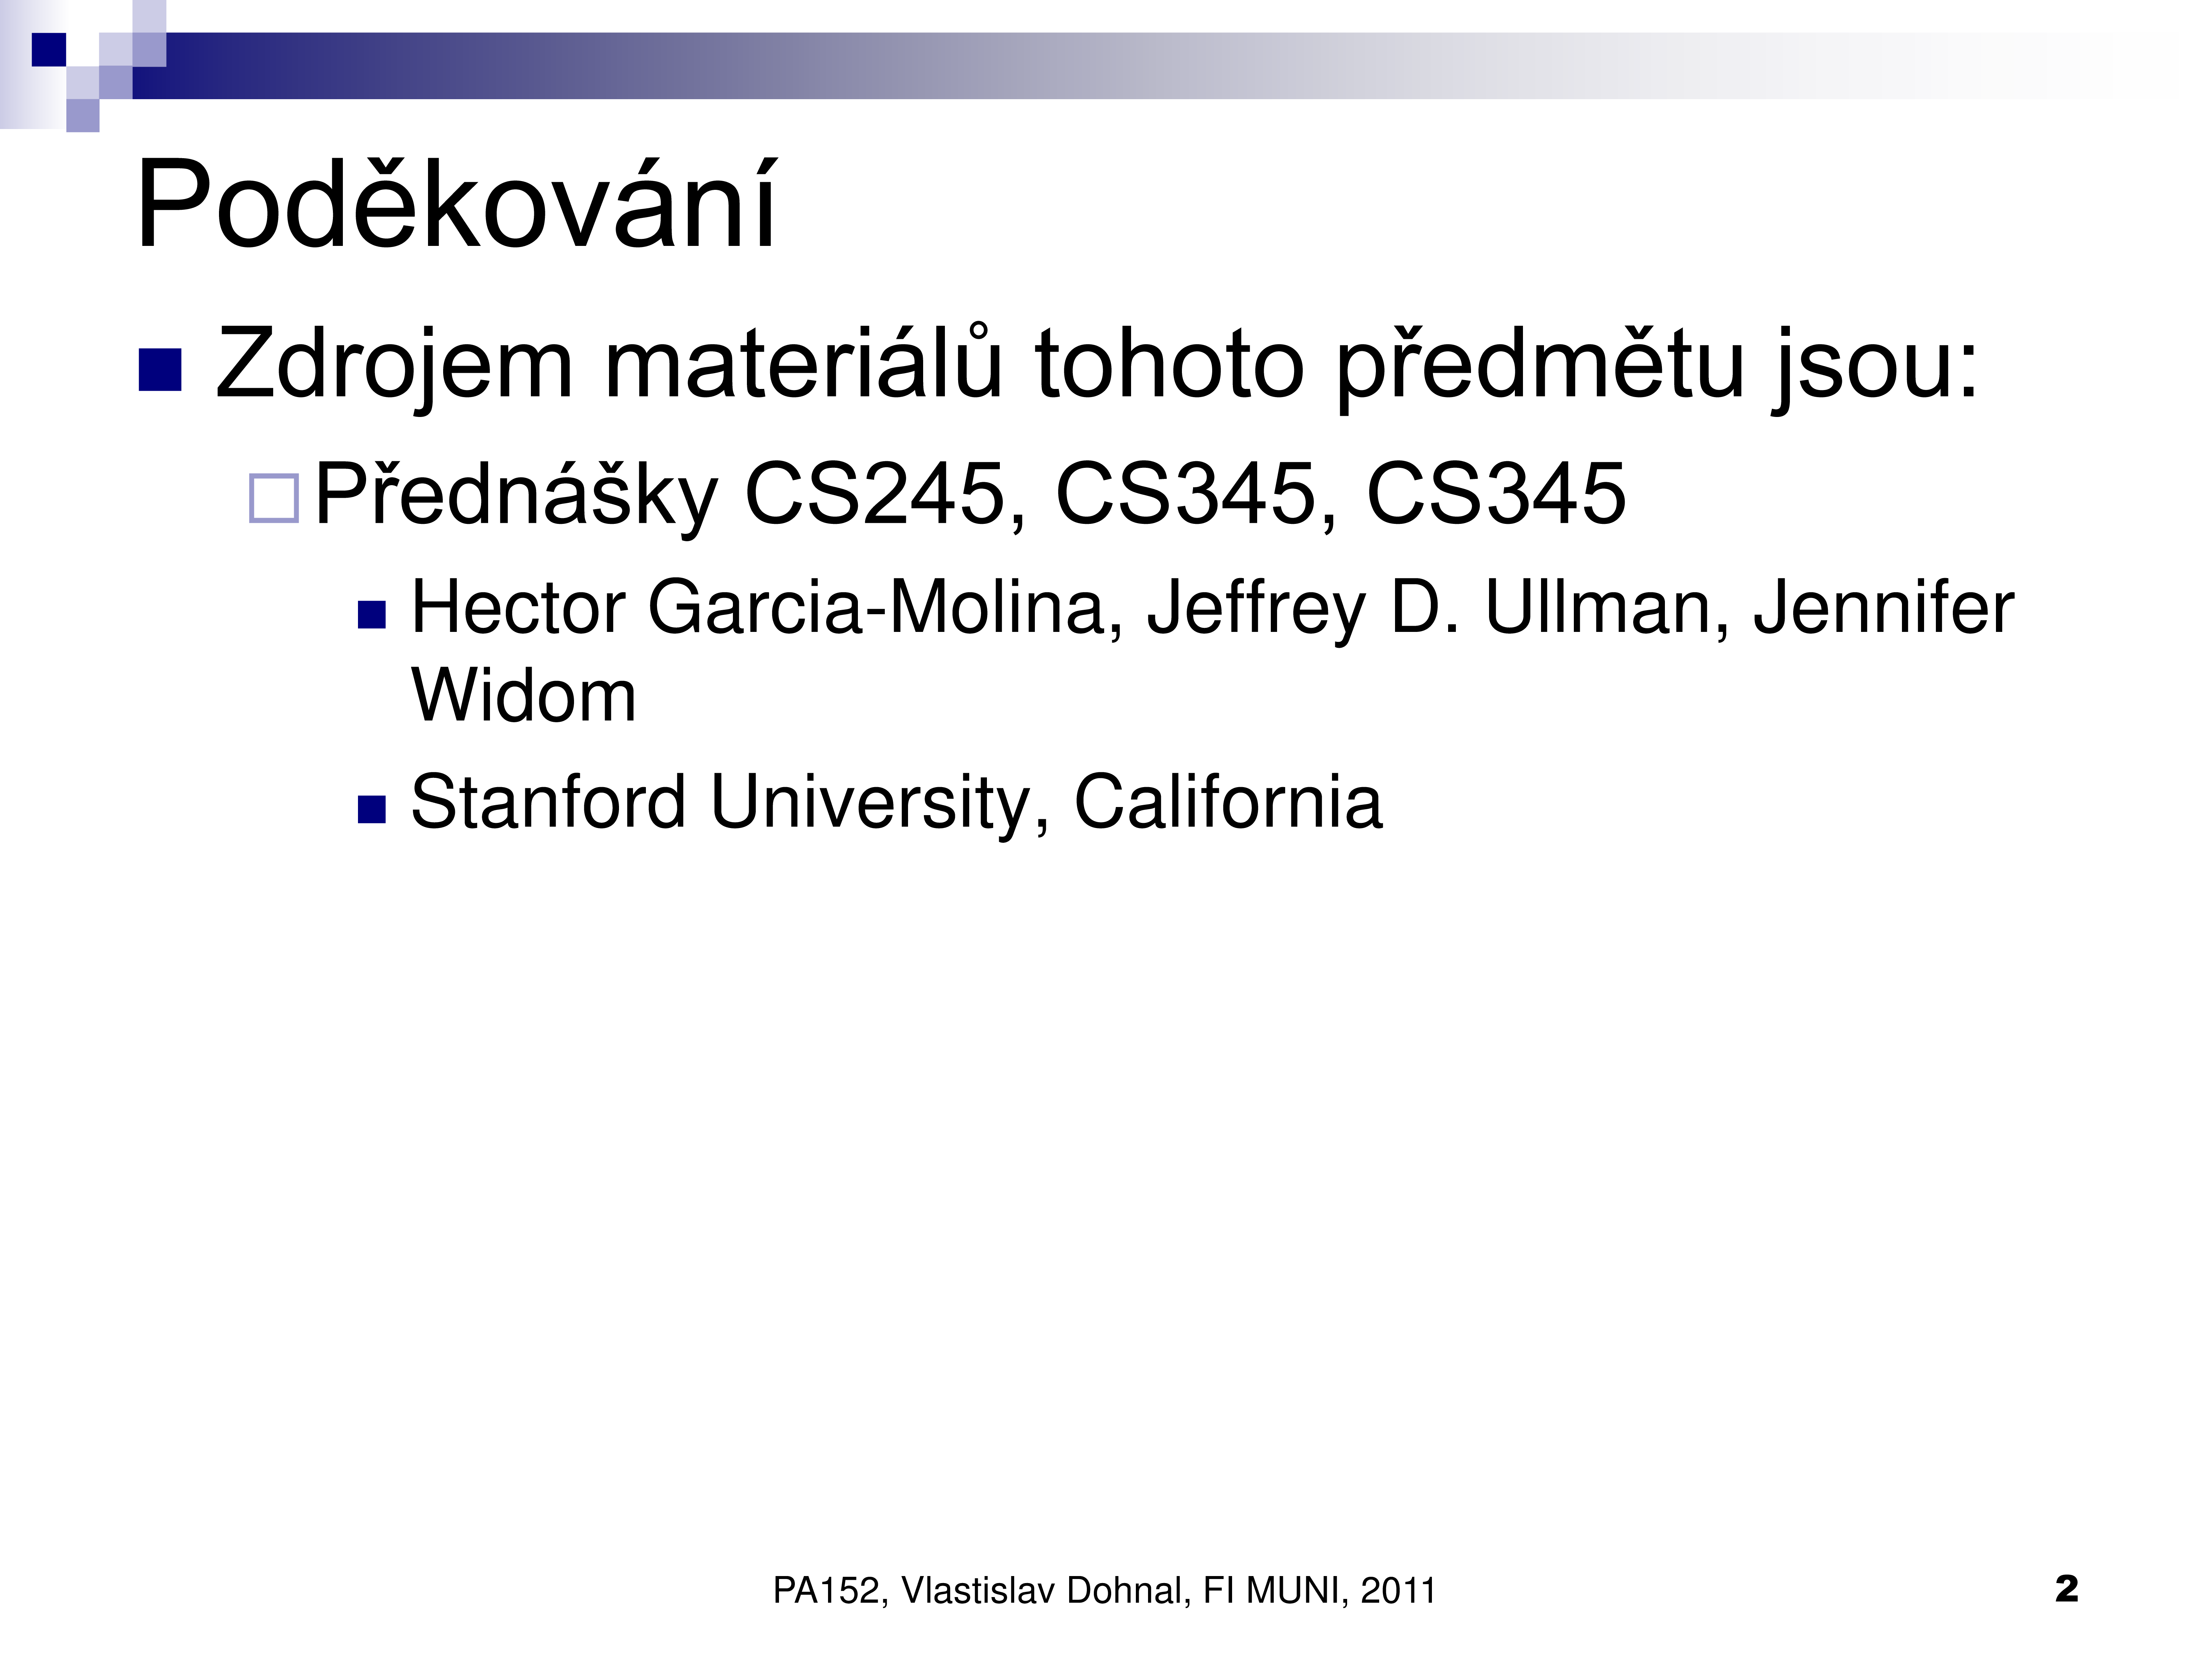 Poděkování
Zdrojem materiálů tohoto předmětu jsou:
Přednášky CS245, CS345, CS345
Hector Garcia-Molina, Jeffrey D. Ullman, Jennifer
Widom
Stanford University, California
PA152, Vlastislav Dohnal, FI MUNI, 2011
2